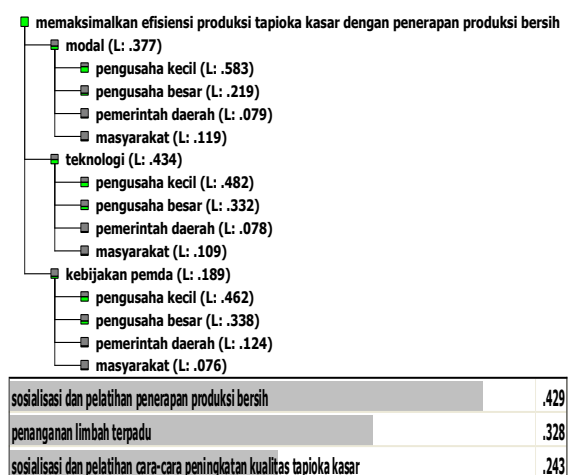 memaksimalkan efisiensi produksi tapioka kasar dengan penerapan produksi bersih
modal (L: .377)
pengusaha kecil (L: .583)
pengusaha besar (L: .219)
pemerintah daerah (L: .079)
masyarakat (L: .119)
teknologi (L: .434)
pengusaha kecil (L: .482)
pengusaha besar (L: .332)
pemerintah daerah (L: .078)
masyarakat (L: .109)
kebijakan pemda (L: .189)
pengusaha kecil (L: .462)
pengusaha besar (L: .338)
pemerintah daerah (L: .124)
masyarakat (L: .076)
sosialisasi dan pelatihan penerapan produksi bersih .429
penanganan limbah terpadu .328
sosialisasi dan pelatihan cara-cara peningkatan kualitas tapioka kasar .243